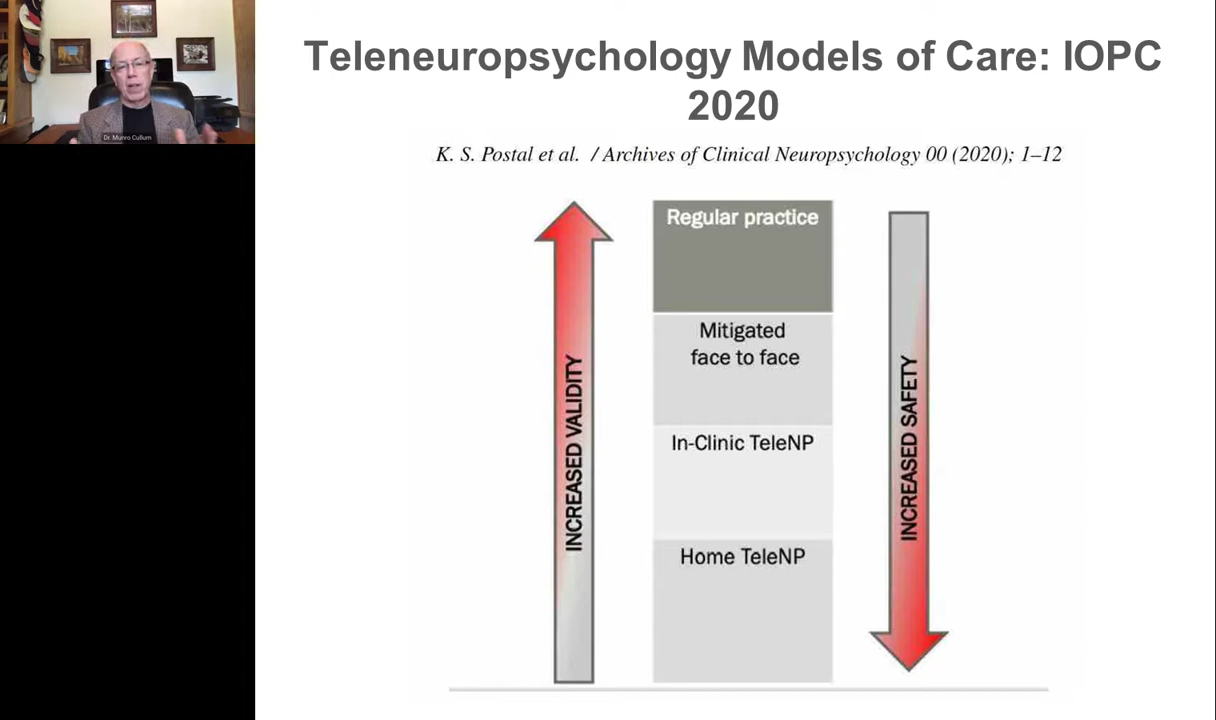 Dr. Munro Cullum
Teleneuropsychology Models of Care: IOPC
2020
K. S. Postal et al. / Archives of Clinical Neuropsychology 00 (2020); 1–12
INCREASED VALIDITY
Regular practice
Mitigated
face to face
In-Clinic TeleNP
Home TeleNP
INCREASED SAFETY